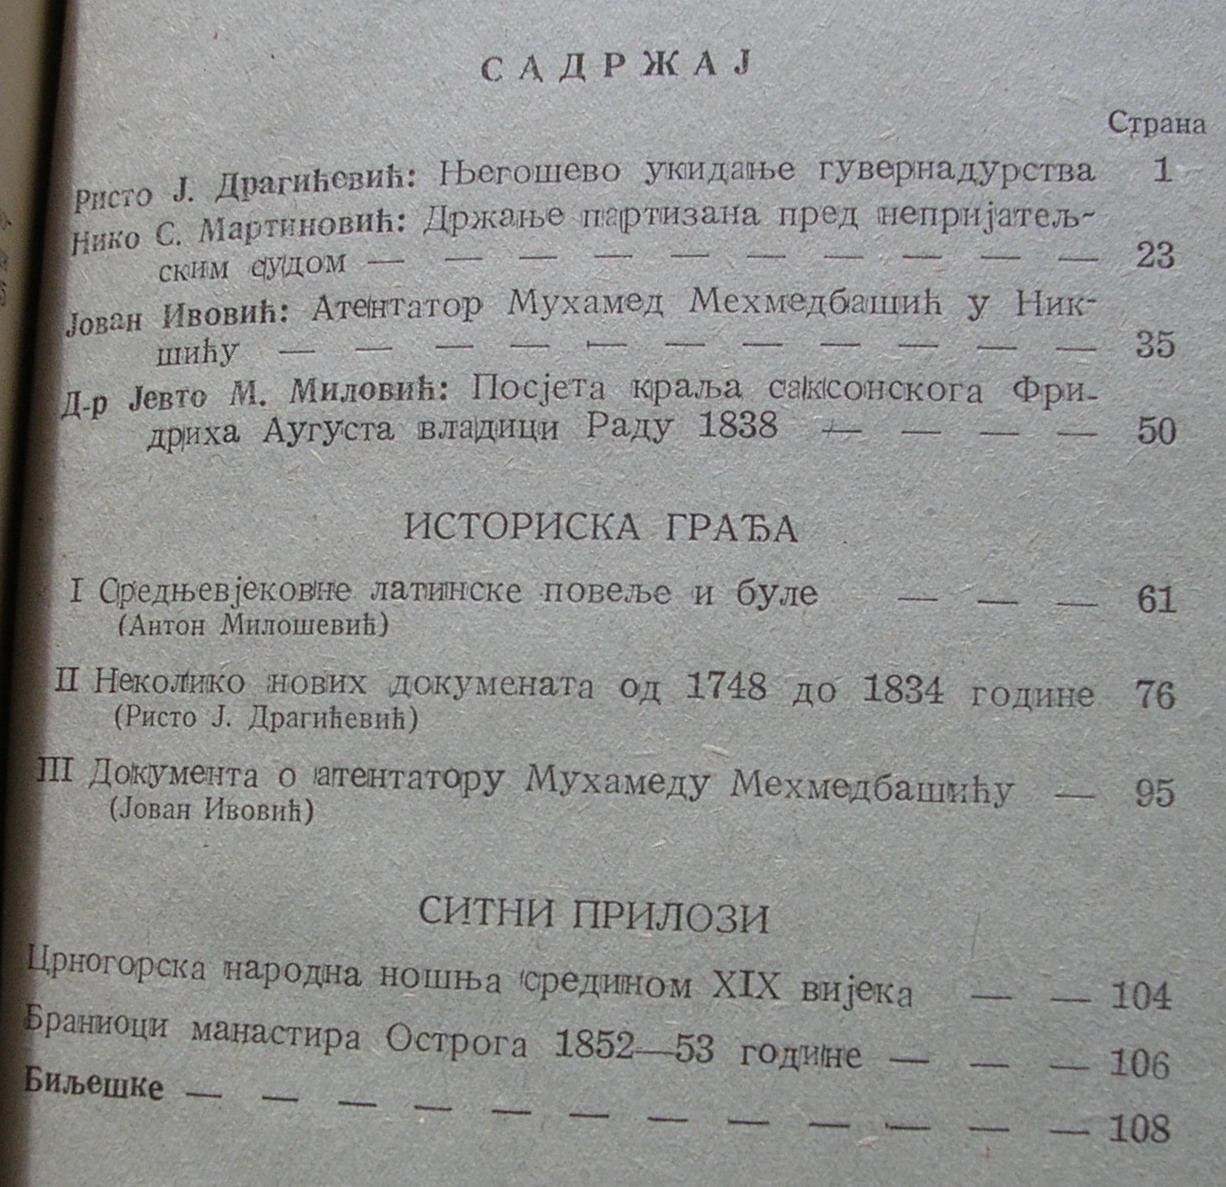 САДРЖАЈ
Страна
Ристо Ј. Драгићевић: Његошево укидање гувернадурства 1
Нико С. Мартиновић: Држање партизана пред непријатељ-
ским судом — — — — — — — — — — 23
Јован Ивовић: Атентатор Мухамед Мехмедбашић у Ник-
шићу — — — — — — — — — — — 35
Д-р Јевто М. Миловић: Посјета краља саксонскога Фри-
дриха Аугуста владици Раду 1838 — — — — 50
ИСТОРИСКА ГРАЂА
I Средњевјековне латинске повеље и буле — — — 61
(Антон Милошевић)
II Неколико нових докумената од 1748 до 1834 године 76
(Ристо Ј. Драгићевић)
III Документа о атентатору Мухамеду Мехмедбашићу — 95
(Јован Ивовић)
СИТНИ ПРИЛОЗИ
Црногорска народна ношња средином XIX вијека — — 104
Браниоци манастира Острога 1852—53 године — — — 106
Биљешке — — — — — — — — — — — — 108